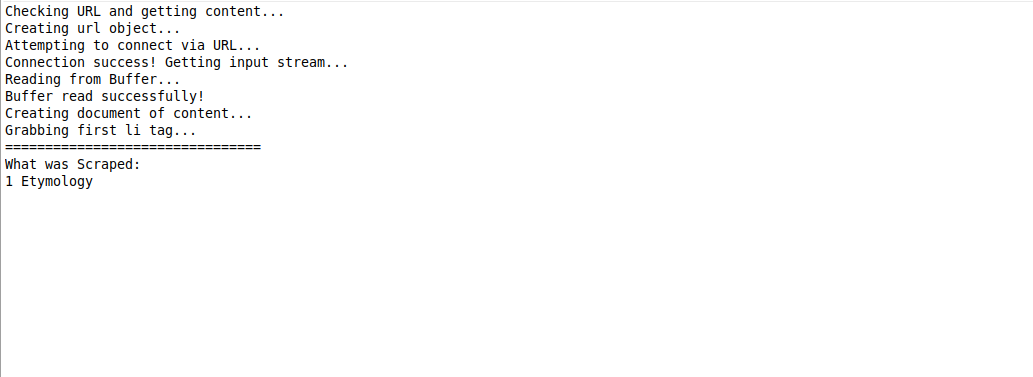 Checking URL and getting content...
Creating url object...
Attempting to connect via URL...
Connection success! Getting input stream...
Reading from Buffer...
Buffer read successfully!
Creating document of content...
Grabbing first li tag...
================================
What was Scraped:
1 Etymology